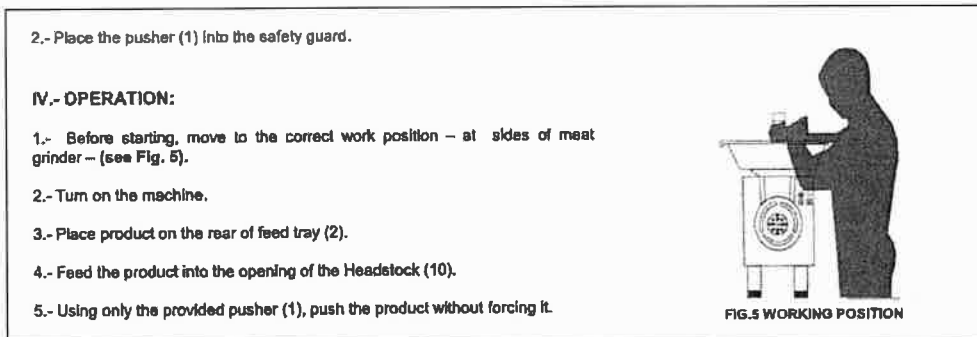 2.- Place the pusher (1) into the safety guard.
IV.- OPERATION:
1.- Before starting, move to the correct work position – at sides of meat
grinder – (see Fig. 5).
2.- Turn on the machine.
3.- Place product on the rear of feed tray (2).
4.- Feed the product into the opening of the Headstock (10).
5.- Using only the provided pusher (1), push the product without forcing it.
FIG.5 WORKING POSITION